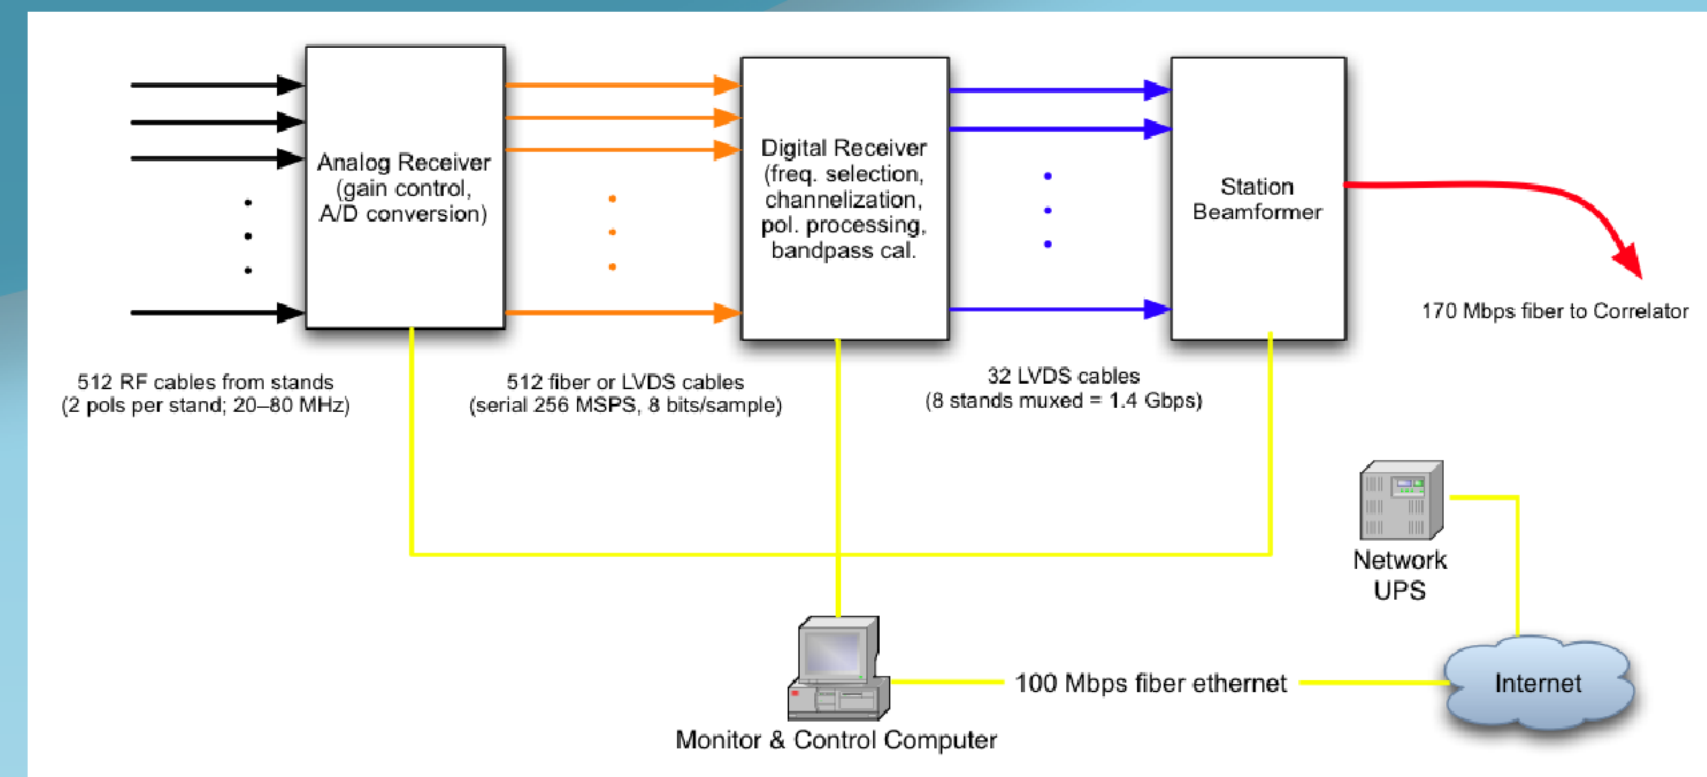 Analog Receiver
(gain control,
A/D conversion)
Digital Receiver
(freq. selection,
channelization,
pol. processing,
bandpass cal.
Station
Beamformer
170 Mbps fiber to Correlator
512 RF cables from stands
(2 pols per stand; 20–80 MHz)
512 fiber or LVDS cables
(serial 256 MSPS, 8 bits/sample)
32 LVDS cables
(8 stands muxed = 1.4 Gbps)
Network
UPS
100 Mbps fiber ethernet
Internet
Monitor & Control Computer